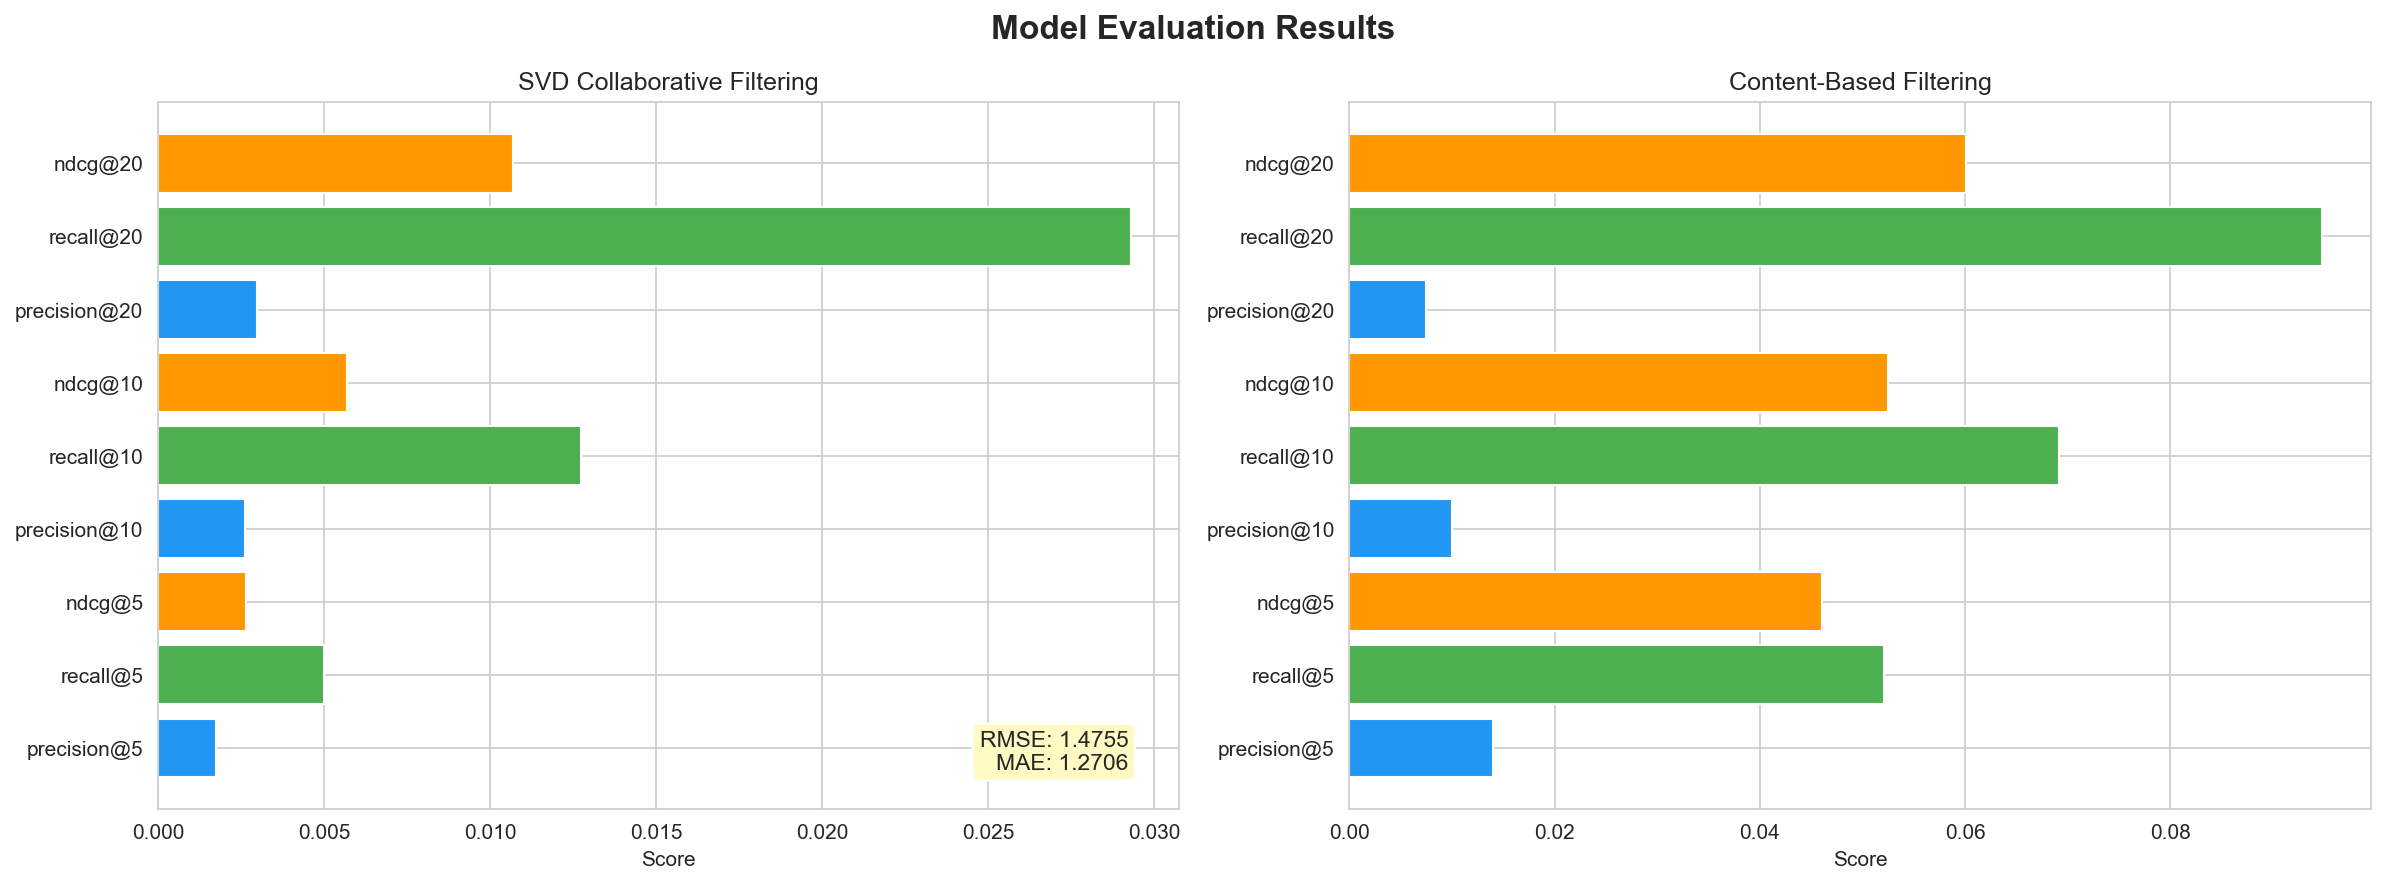 Model Evaluation Results
SVD Collaborative Filtering
ndcg@20
recall@20
precision@20
ndcg@10
recall@10
precision@10
ndcg@5
recall@5
precision@5
RMSE: 1.4755
MAE: 1.2706
0.000 0.005 0.010 0.015 0.020 0.025 0.030
Score
Content-Based Filtering
ndcg@20
recall@20
precision@20
ndcg@10
recall@10
precision@10
ndcg@5
recall@5
precision@5
0.00 0.02 0.04 0.06 0.08
Score